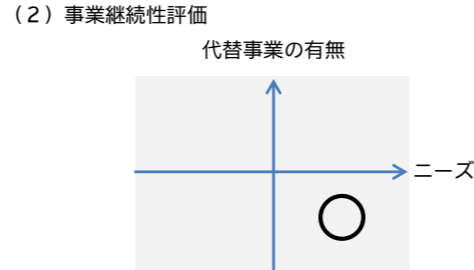 （２）事業継続性評価
代替事業の有無
ニーズ